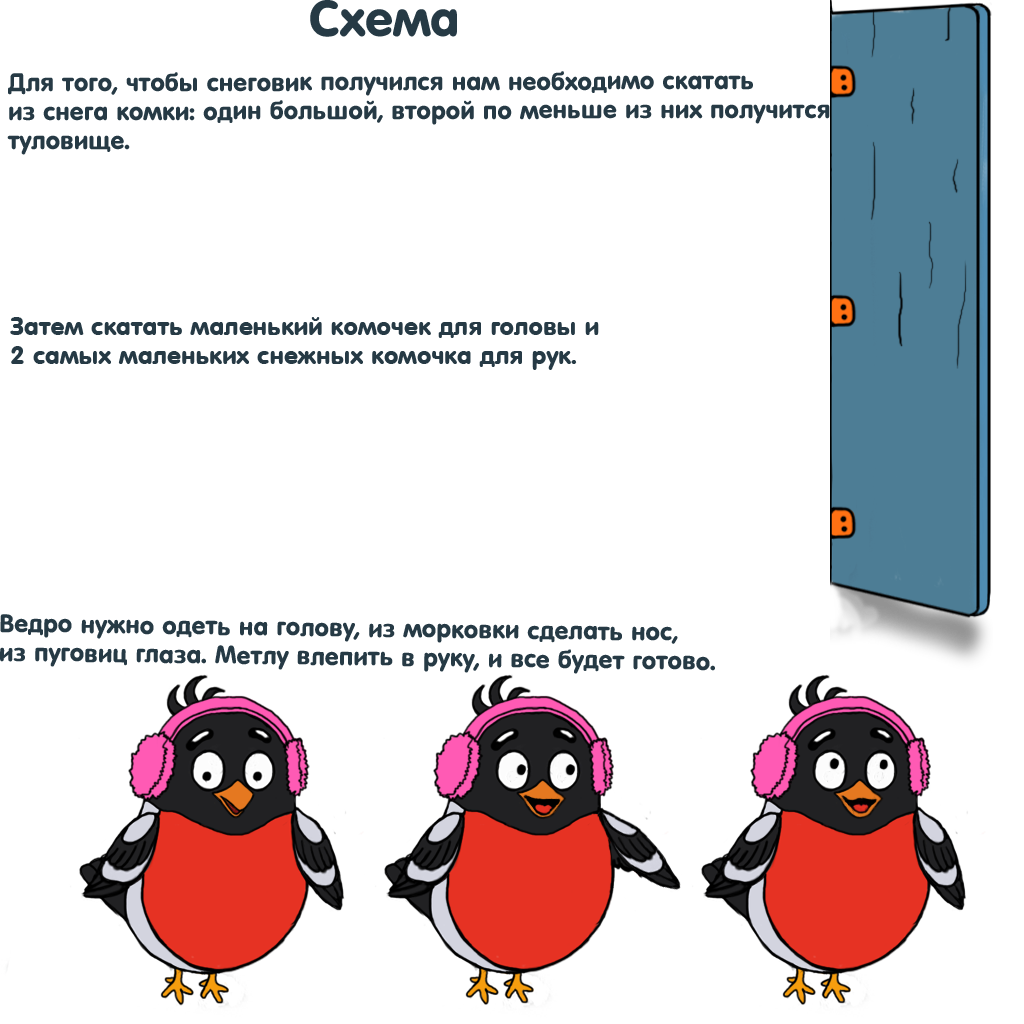 Схема
Для того, чтобы снеговик получился нам необходимо скатать
из снега комки: один большой, второй по меньше из них получится
туловище.
Затем скатать маленький комочек для головы и
2 самых маленьких снежных комочка для рук.
Ведро нужно одеть на голову, из морковки сделать нос,
из пуговиц глаза. Метлу влепить в руку, и все будет готово.